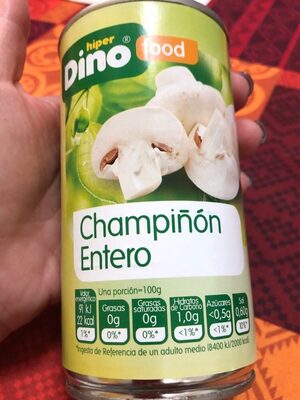 hiper
Dino® food
Champiñón
Entero
Una porción=100g
Valor energético 91 kJ 22 kcal 1%*
Grasas 0g 0%*
Grasas saturadas 0g 0%*
Hidratos de Carbono 1,0g <1%*
Azúcares <0,5g <1%*
Sal 0,60g 10%*
*Ingesta de Referencia de un adulto medio (8400 kJ/2000 kcal)